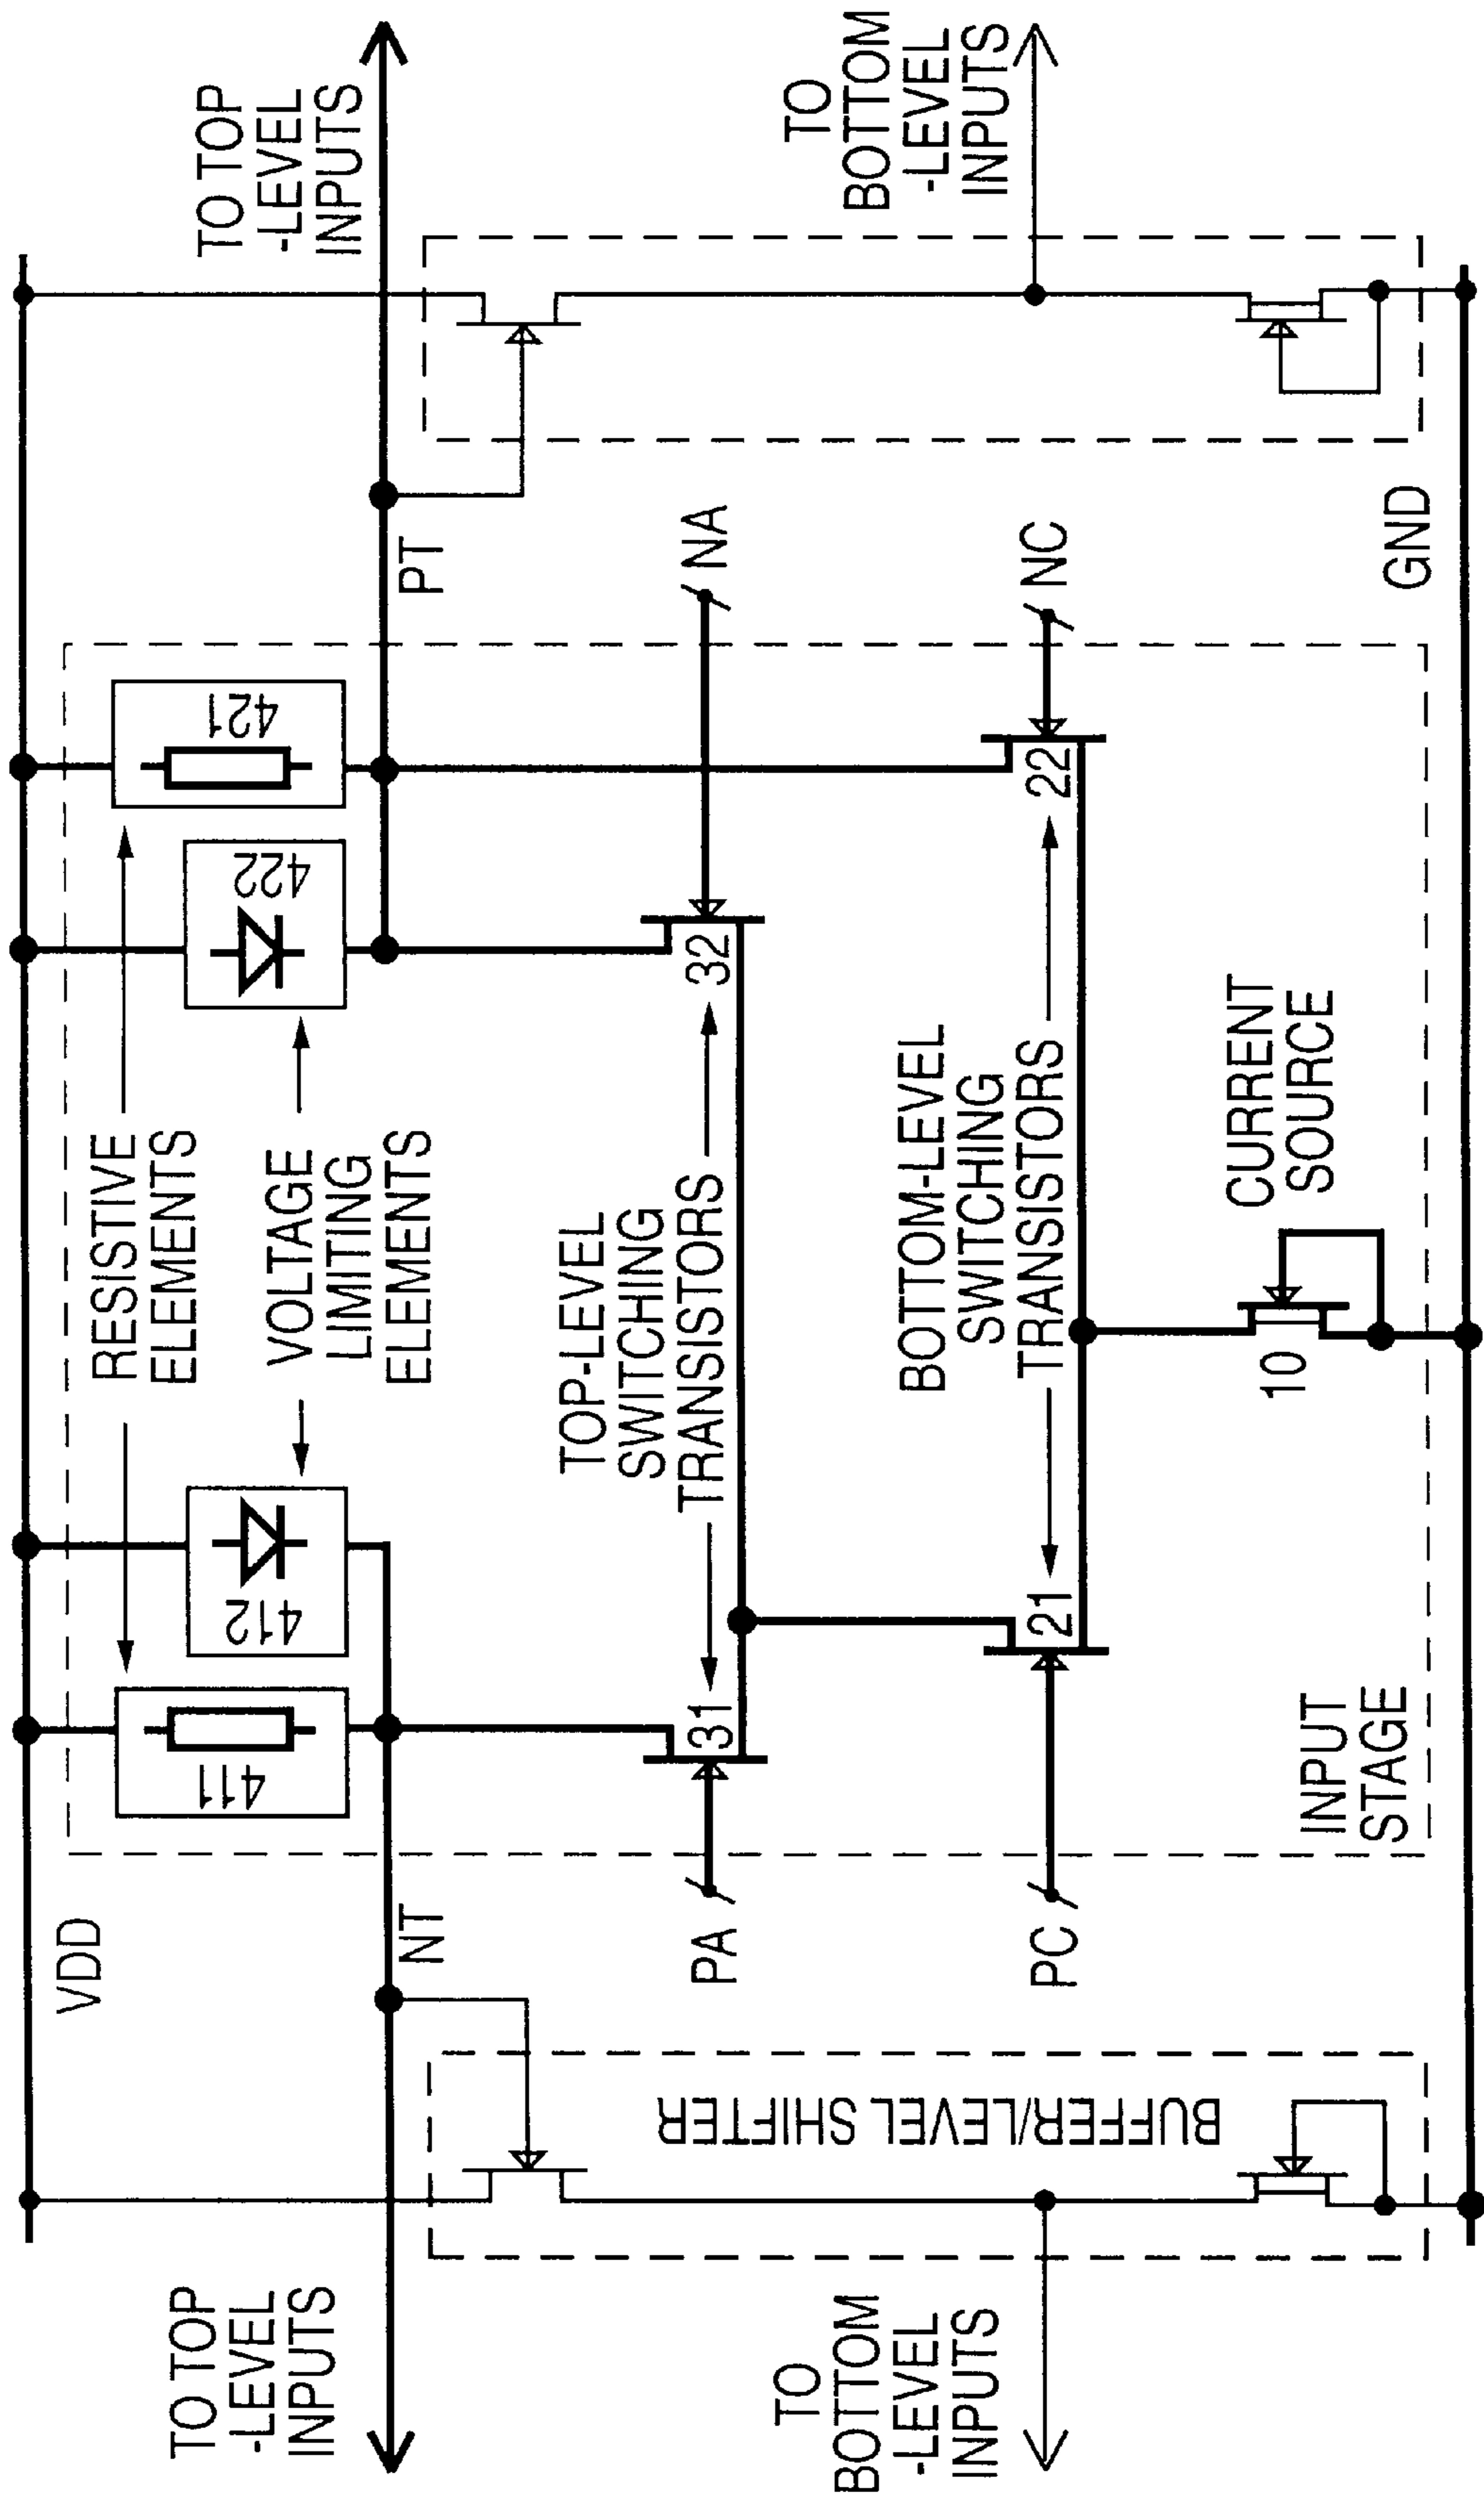 VDD
TO TOP
-LEVEL
INPUTS
TO TOP
-LEVEL
INPUTS
RESISTIVE
ELEMENTS
411
412
422
421
VOLTAGE
LIMITING
ELEMENTS
NT
PT
TOP-LEVEL
SWITCHING
TRANSISTORS
PA
31
32
NA
BUFFER/LEVEL SHIFTER
TO
BOTTOM
-LEVEL
INPUTS
TO
BOTTOM
-LEVEL
INPUTS
BOTTOM-LEVEL
SWITCHING
TRANSISTORS
PC
21
22
NC
CURRENT
SOURCE
10
INPUT
STAGE
GND